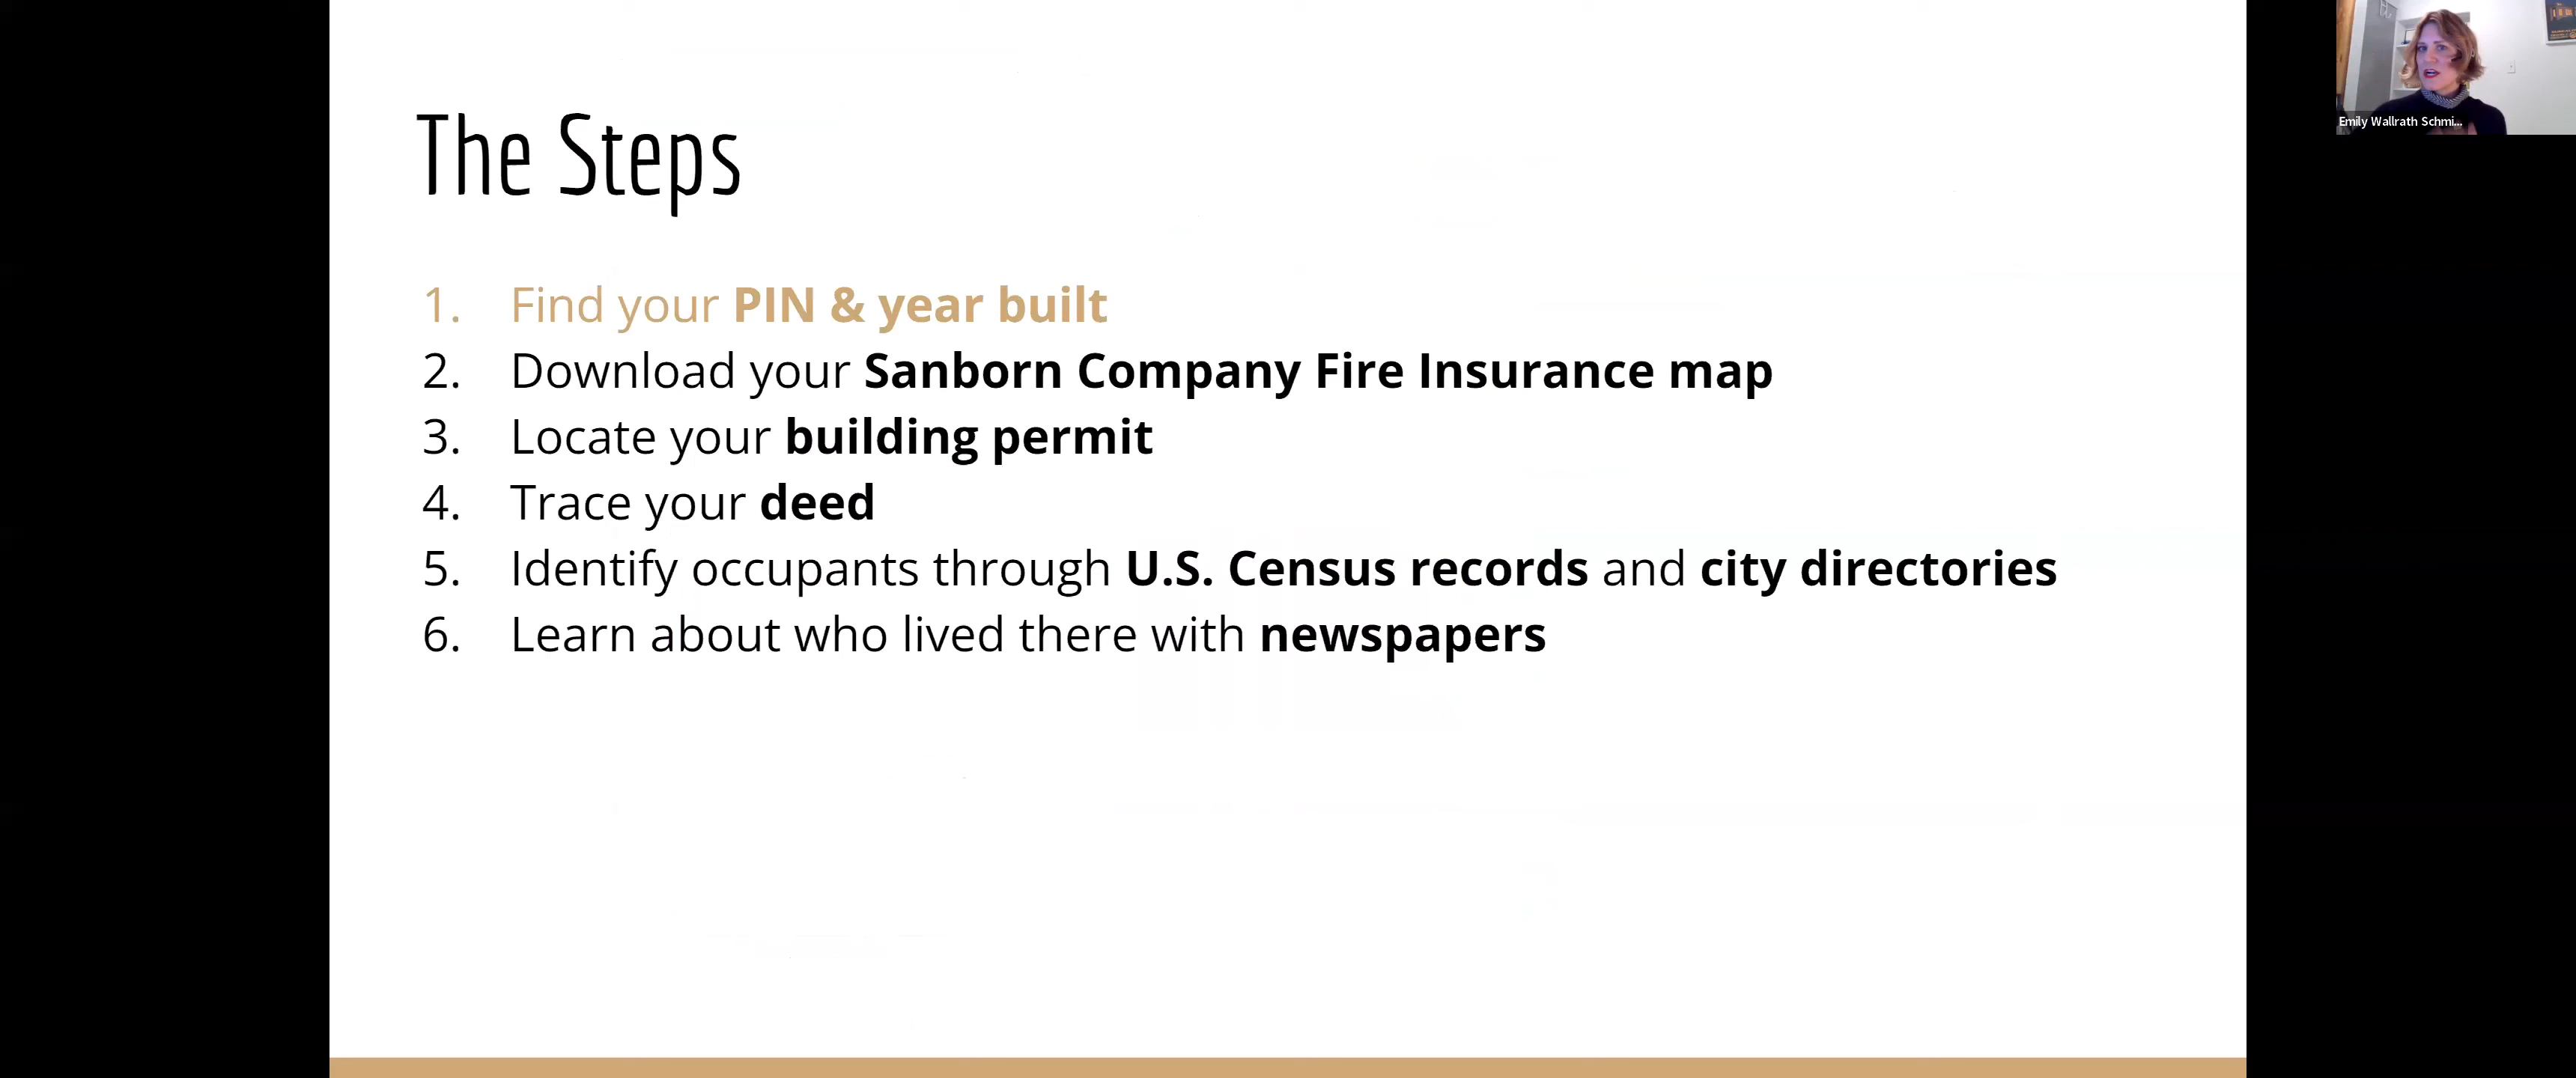 The Steps
1. Find your PIN & year built
2. Download your Sanborn Company Fire Insurance map
3. Locate your building permit
4. Trace your deed
5. Identify occupants through U.S. Census records and city directories
6. Learn about who lived there with newspapers
Emily Wallrath Schmi...